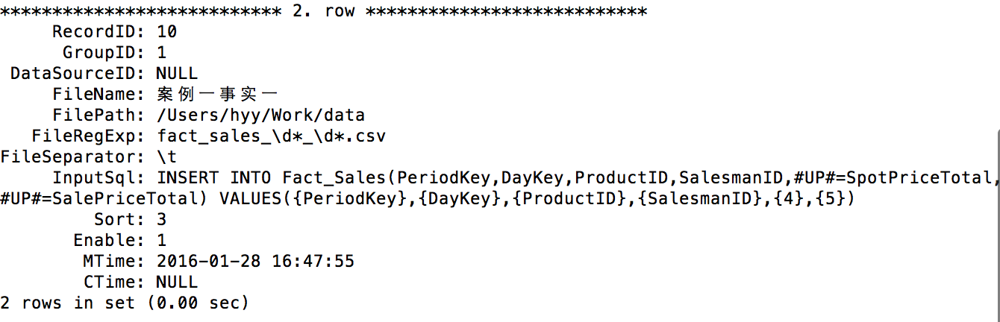 *************************** 2. row ***************************
RecordID: 10
GroupID: 1
DataSourceID: NULL
FileName: 案例一事实一
FilePath: /Users/hyy/Work/data
FileRegExp: fact_sales_\d*_\d*.csv
FileSeparator: \t
InputSql: INSERT INTO Fact_Sales(PeriodKey,DayKey,ProductID,SalesmanID,#UP#=SpotPriceTotal,
#UP#=SalePriceTotal) VALUES({PeriodKey},{DayKey},{ProductID},{SalesmanID},{4},{5})
Sort: 3
Enable: 1
MTime: 2016-01-28 16:47:55
CTime: NULL
2 rows in set (0.00 sec)